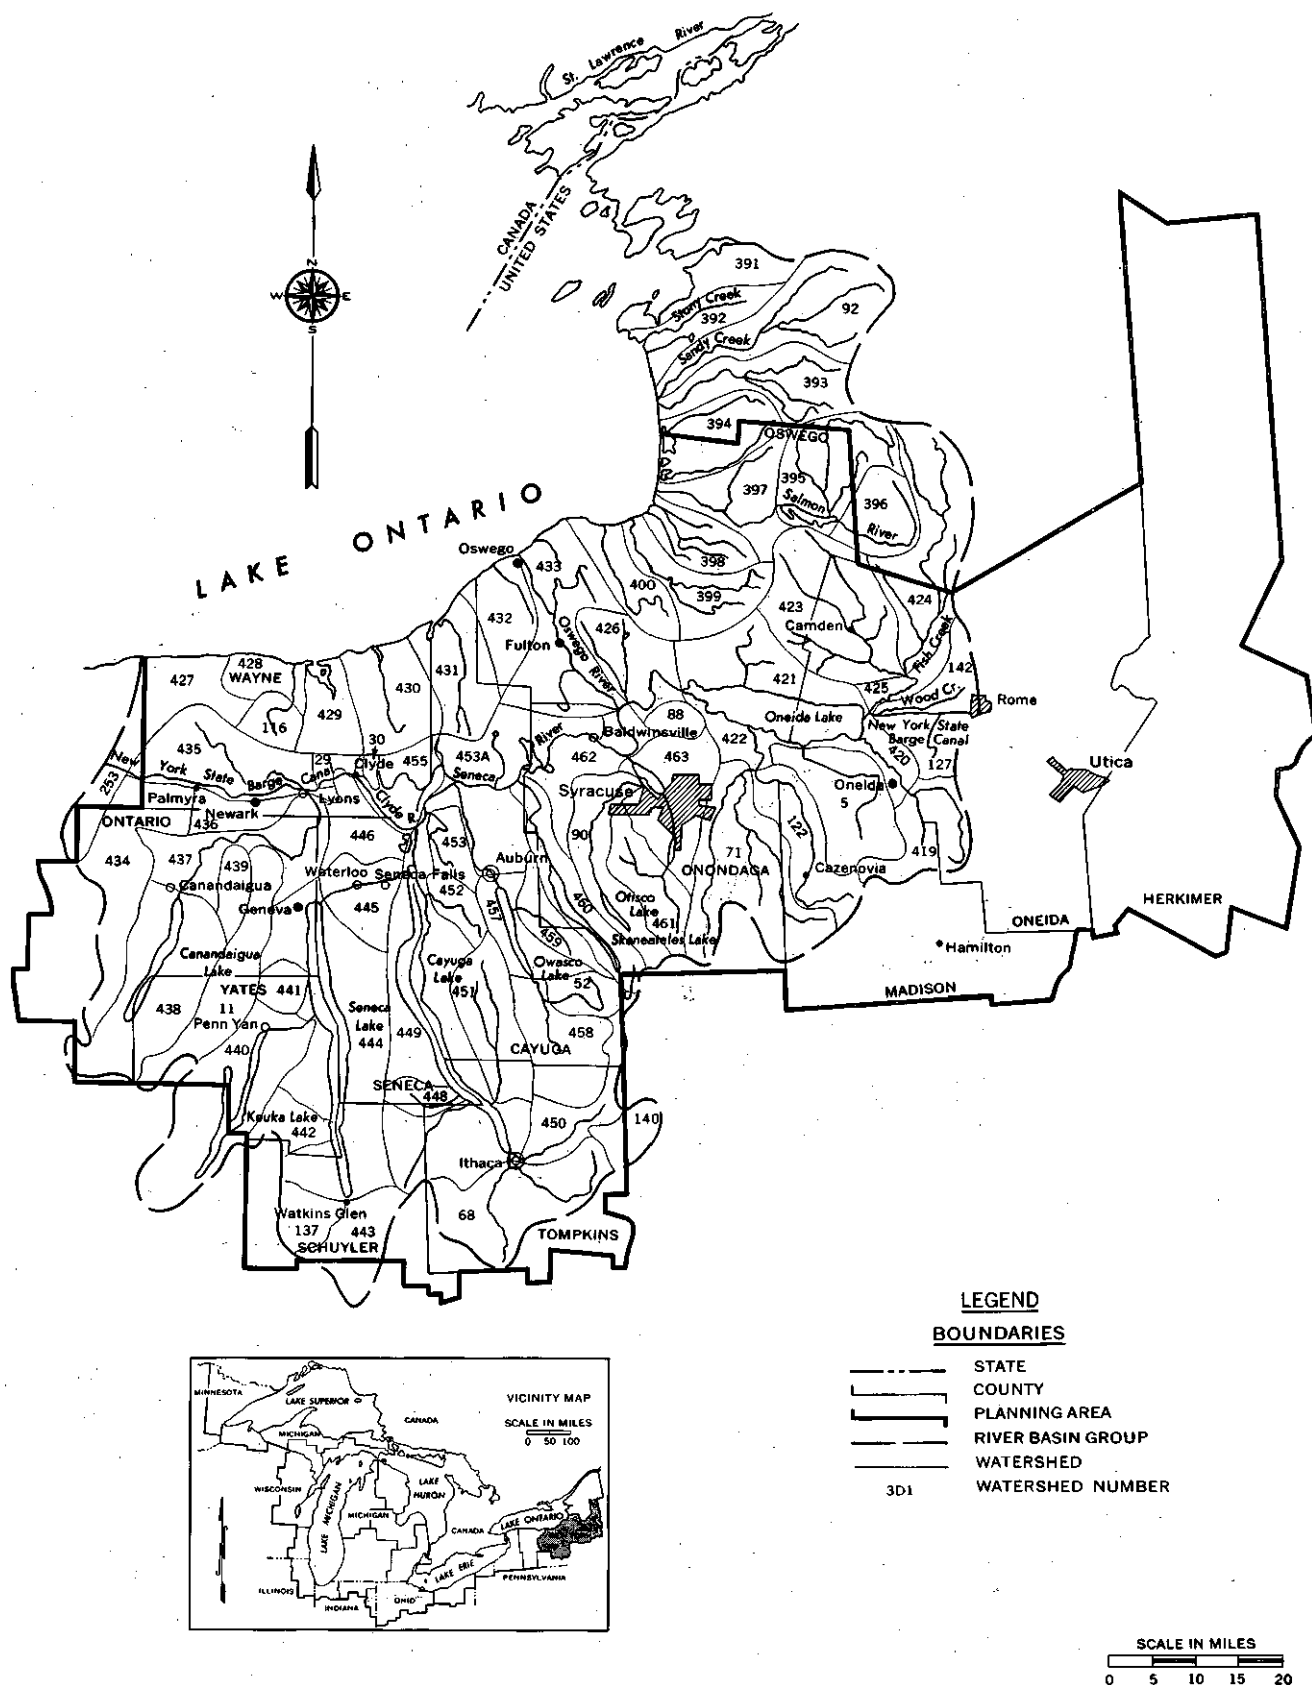 St. Lawrence River
CANADA
UNITED STATES
N
W E
S
391
Stony Creek
392
92
Sandy Creek
393
394
OSWEGO
397
395
396
Salmon
River
LAKE ONTARIO
Oswego
433
398
400
399
432
423
424
Camden
426
Fulton
Oswego River
Fish Creek
142
428
WAYNE
427
431
430
421
425
Wood Cr.
Rome
116
429
88
Oneida Lake
New York State
Barge Canal
River
Baldwinsville
30
435
29
Clyde
455
453A
Seneca
462
463
422
420
127
Utica
New York State Barge Canal
253
Palmyra
Newark
Lyons
Clyde R.
Syracuse
Oneida
5
ONTARIO
436
446
453
90
122
434
437
439
Waterloo
Seneca Falls
Auburn
71
419
Canandaigua
452
ONONDAGA
Cazenovia
Geneva
445
457
460
Otisco
Lake
461
HERKIMER
ONEIDA
459
Skaneateles Lake
Hamilton
Canandaigua
Lake
Cayuga
Lake
451
Owasco
Lake
52
YATES
441
MADISON
438
11
Seneca
Lake
444
449
458
Penn Yan
440
CAYUGA
SENECA
448
Keuka Lake
442
450
140
Ithaca
Watkins Glen
68
137
443
SCHUYLER
TOMPKINS
LEGEND
BOUNDARIES
STATE
COUNTY
PLANNING AREA
RIVER BASIN GROUP
WATERSHED
3D1 WATERSHED NUMBER
MINNESOTA
LAKE SUPERIOR
VICINITY MAP
SCALE IN MILES
0 50 100
CANADA
MICHIGAN
WISCONSIN
LAKE MICHIGAN
LAKE
HURON
MICHIGAN
CANADA
LAKE ONTARIO
LAKE ERIE
PENNSYLVANIA
ILLINOIS
INDIANA
OHIO
SCALE IN MILES
0 5 10 15 20